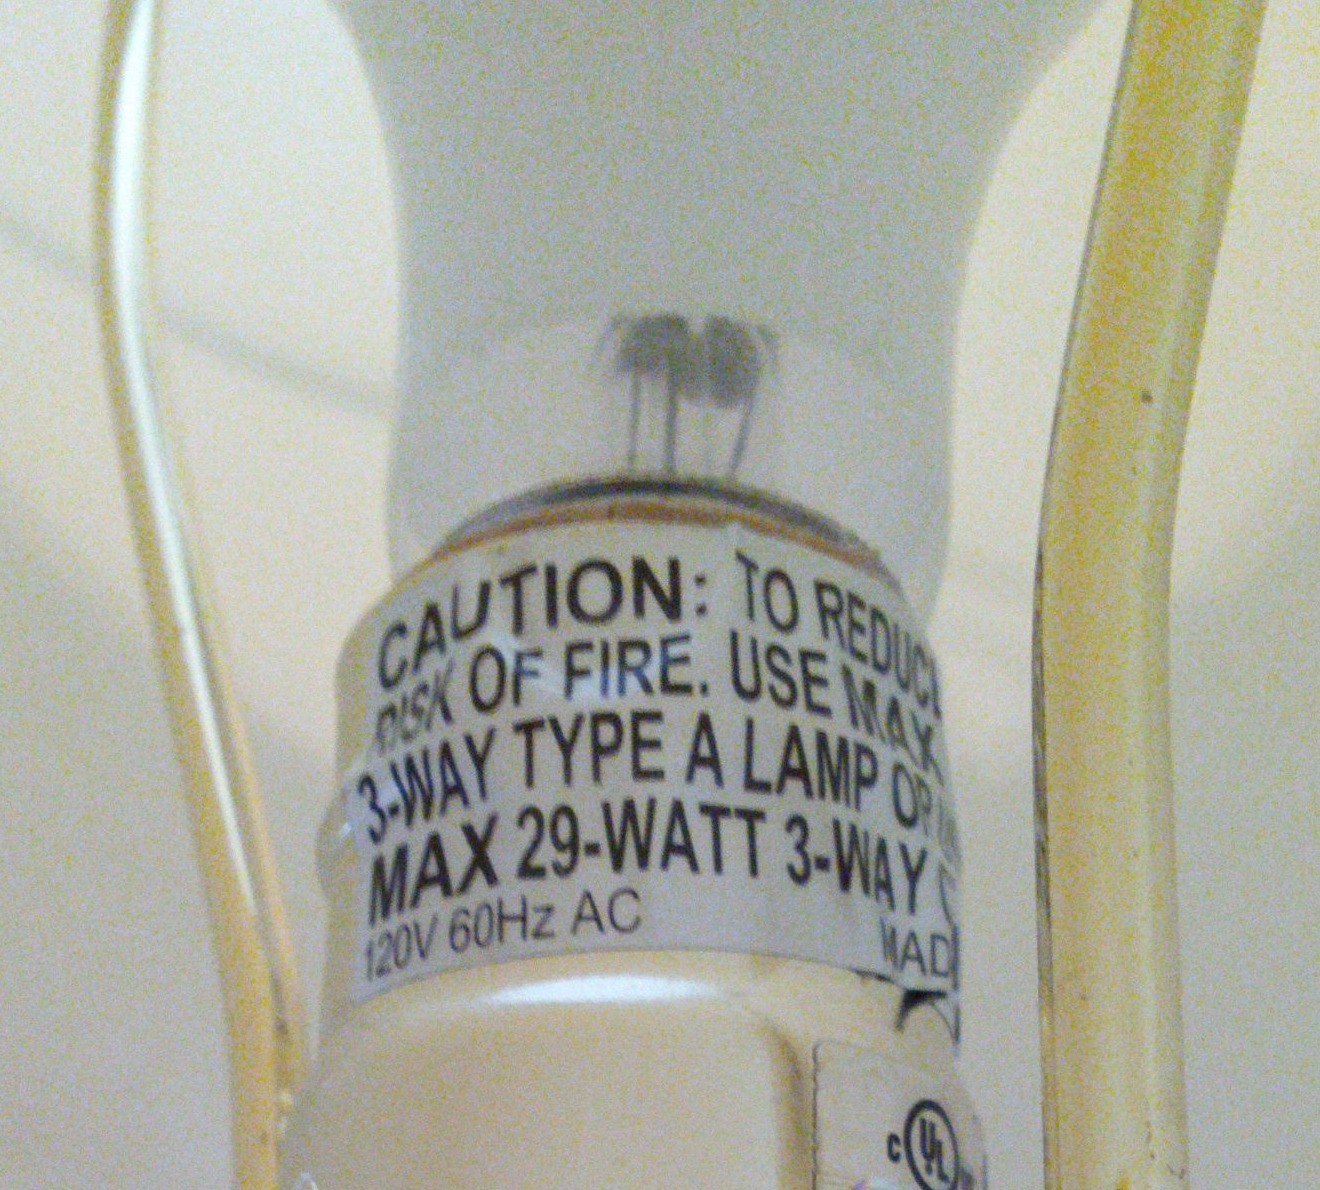 CAUTION: TO REDUCE
RISK OF FIRE. USE MAX
3-WAY TYPE A LAMP OR
MAX 29-WATT 3-WAY
120V 60Hz AC
MAD
c UL